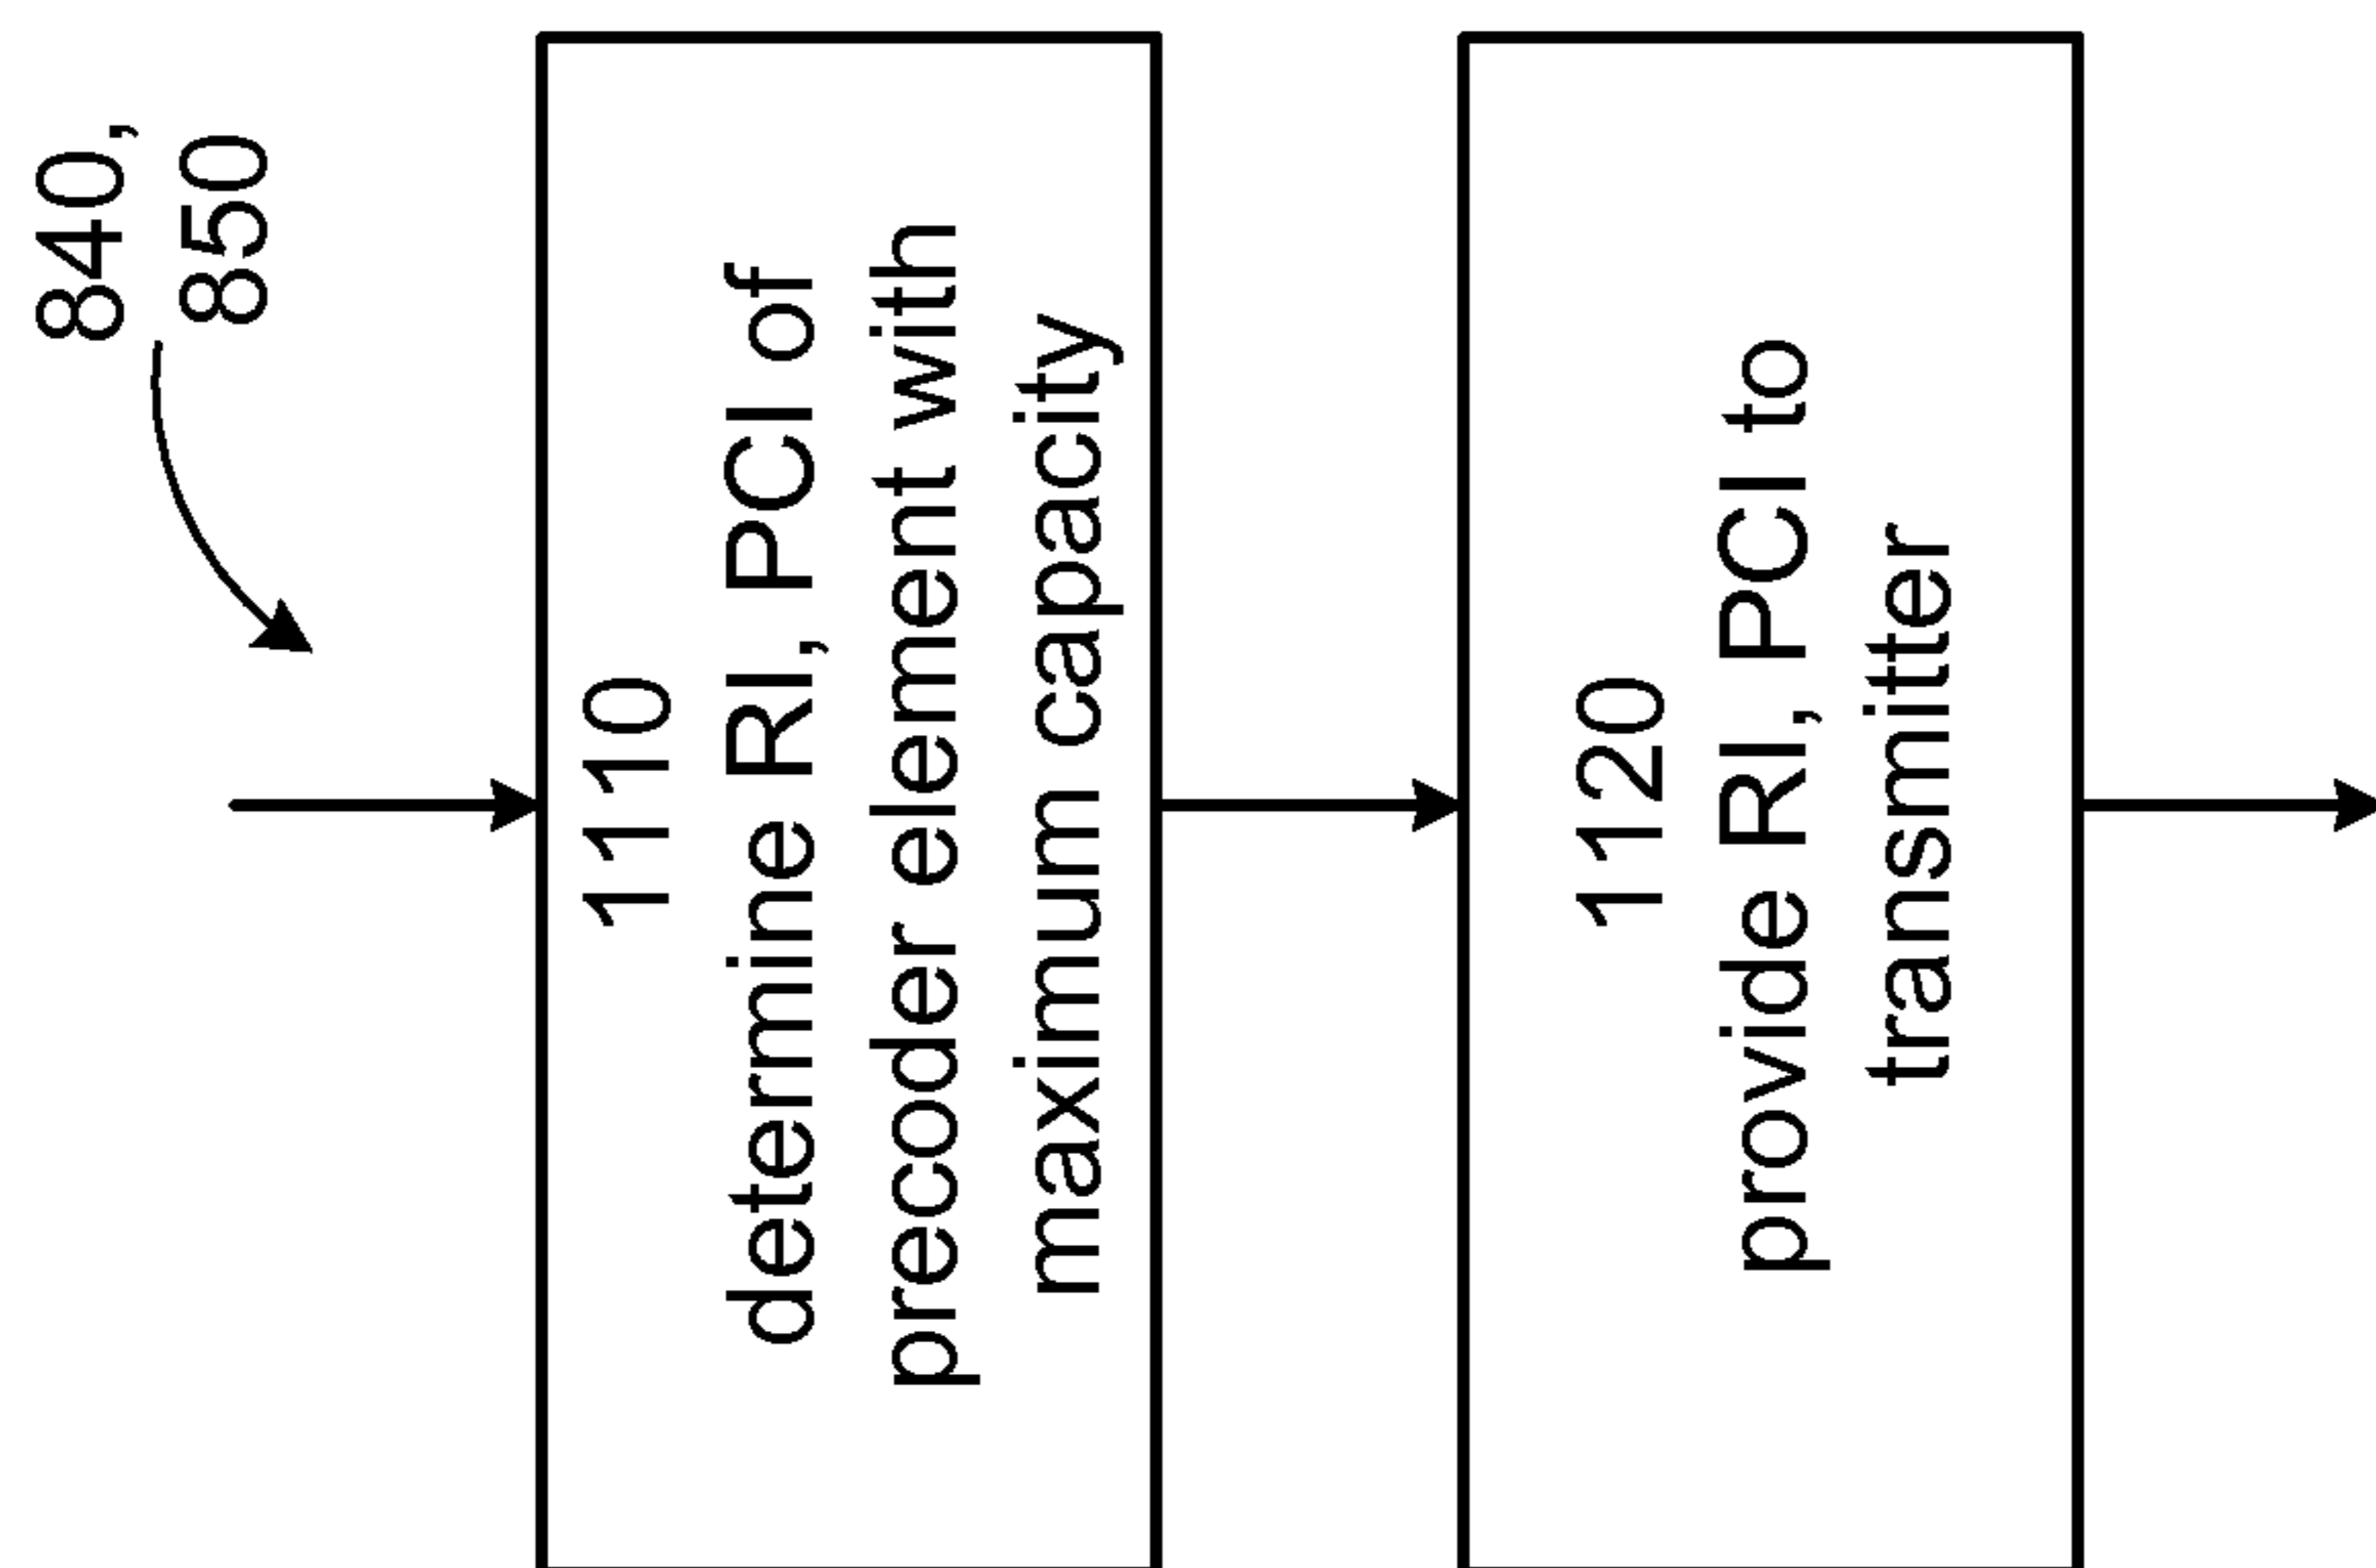 840,
850
1110
determine RI, PCI of
precoder element with
maximum capacity
1120
provide RI, PCI to
transmitter